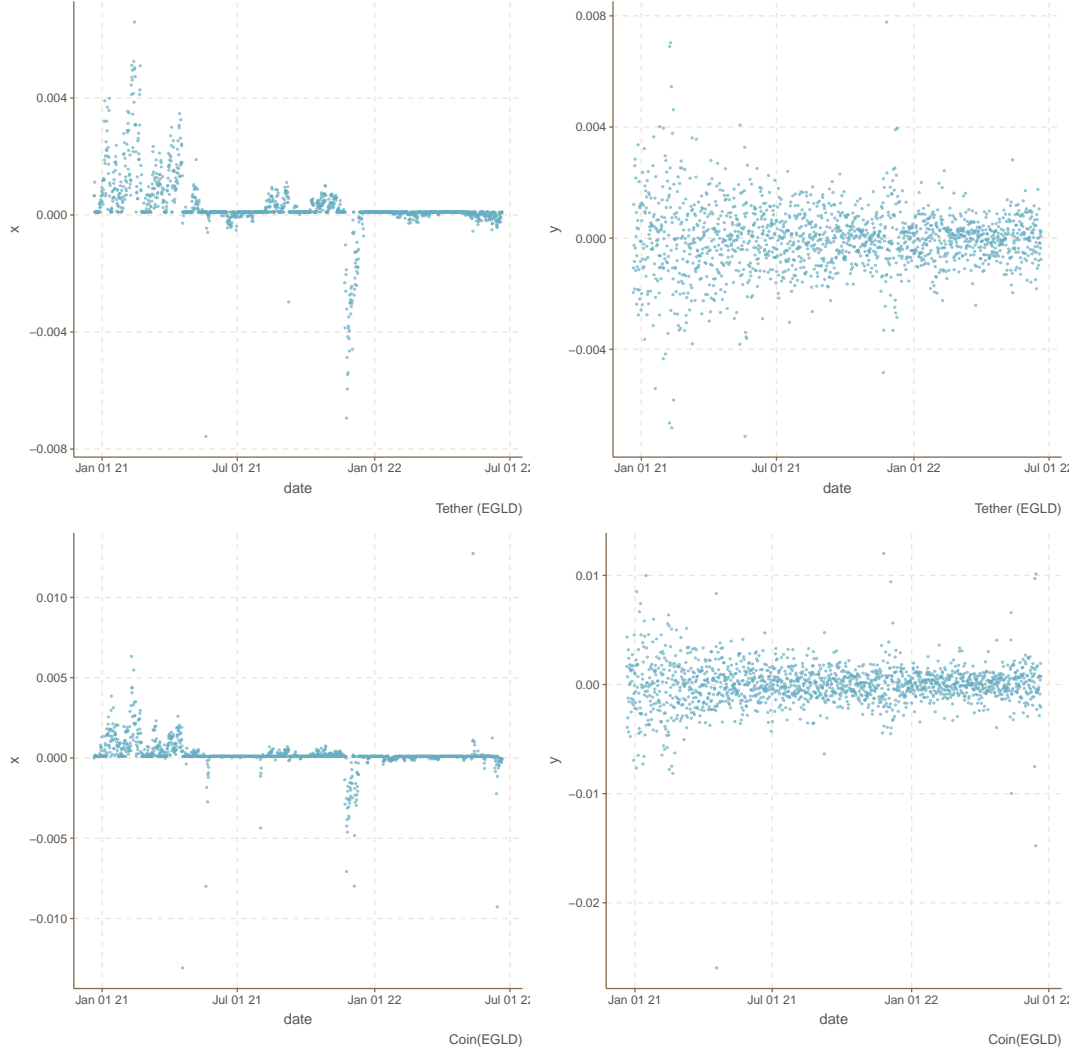 0.004
0.000
−0.004
−0.008
x
Jan 01 21 Jul 01 21 Jan 01 22 Jul 01 22
date
Tether (EGLD)
0.008
0.004
0.000
−0.004
y
Jan 01 21 Jul 01 21 Jan 01 22 Jul 01 22
date
Tether (EGLD)
0.010
0.005
0.000
−0.005
−0.010
x
Jan 01 21 Jul 01 21 Jan 01 22 Jul 01 22
date
Coin(EGLD)
0.01
0.00
−0.01
−0.02
y
Jan 01 21 Jul 01 21 Jan 01 22 Jul 01 22
date
Coin(EGLD)